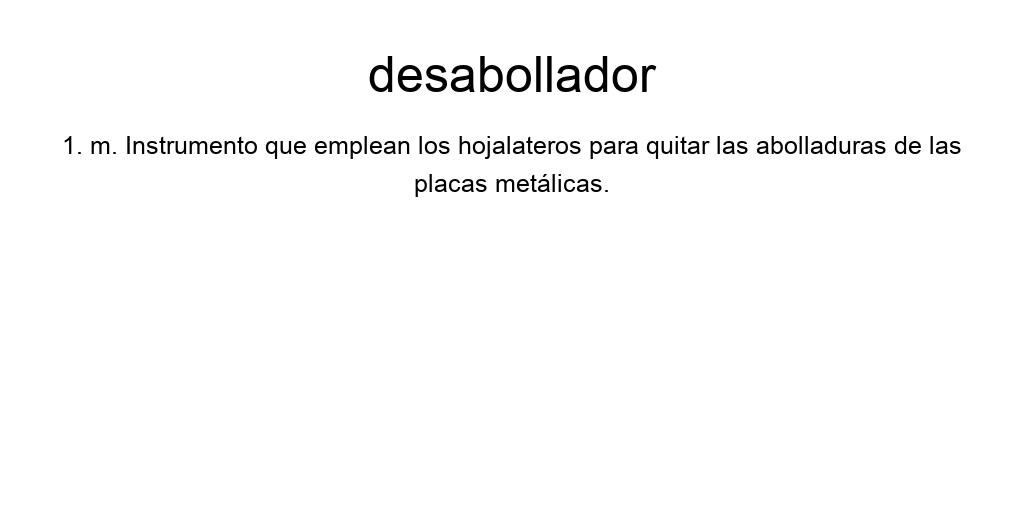 desabollador
1. m. Instrumento que emplean los hojalateros para quitar las abolladuras de las
placas metálicas.